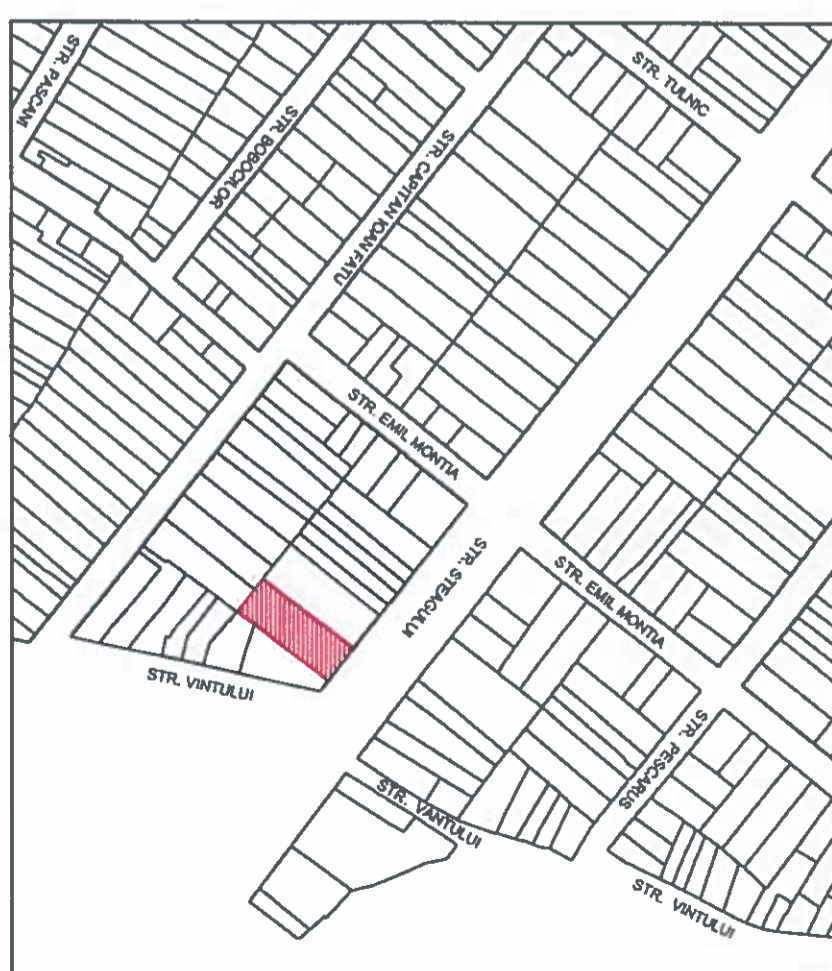 STR. PASCANI
STR. BOBOCILOR
STR. CAPITAN IOAN FATU
STR. TULNIC
STR. EMIL MONTIA
STR. STEAGULUI
STR. EMIL MONTIA
STR. VINTULUI
STR. PESCARUS
STR. VANTULUI
STR. VINTULUI